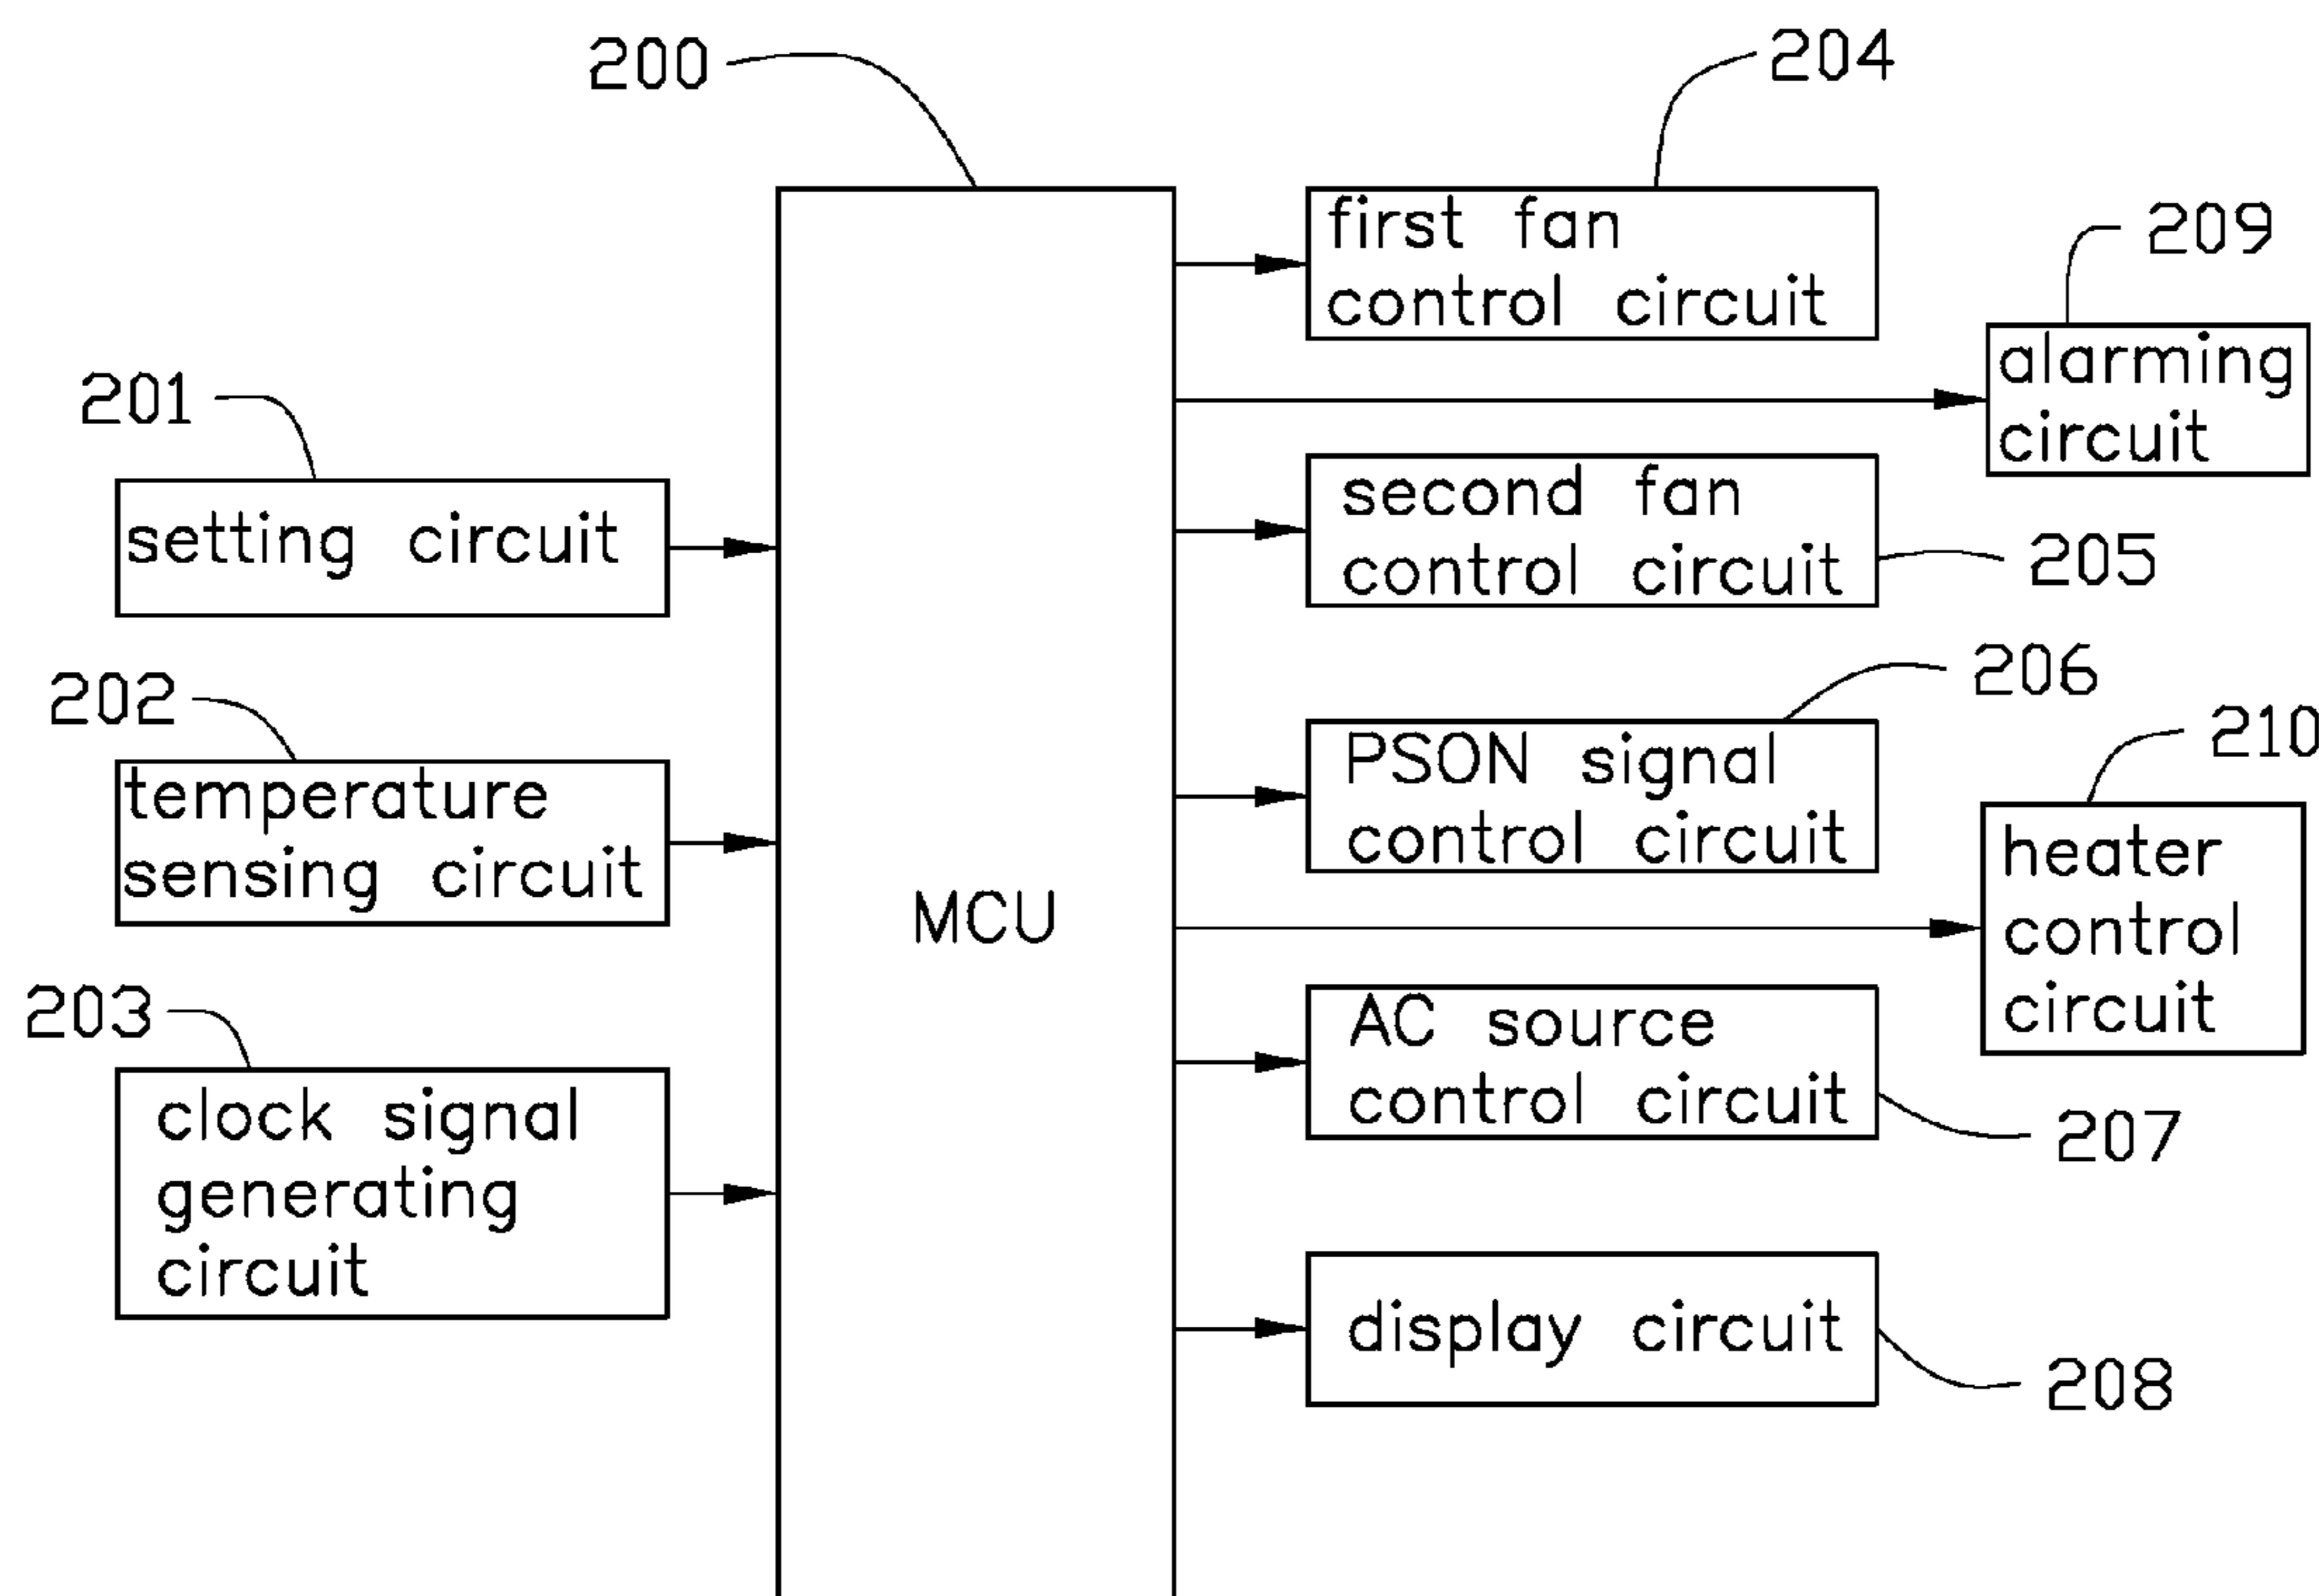 200
204
first fan
control circuit
209
alarming
circuit
201
setting circuit
second fan
control circuit
205
202
temperature
sensing circuit
206
PSON signal
control circuit
210
heater
control
circuit
MCU
203
clock signal
generating
circuit
AC source
control circuit
207
display circuit
208